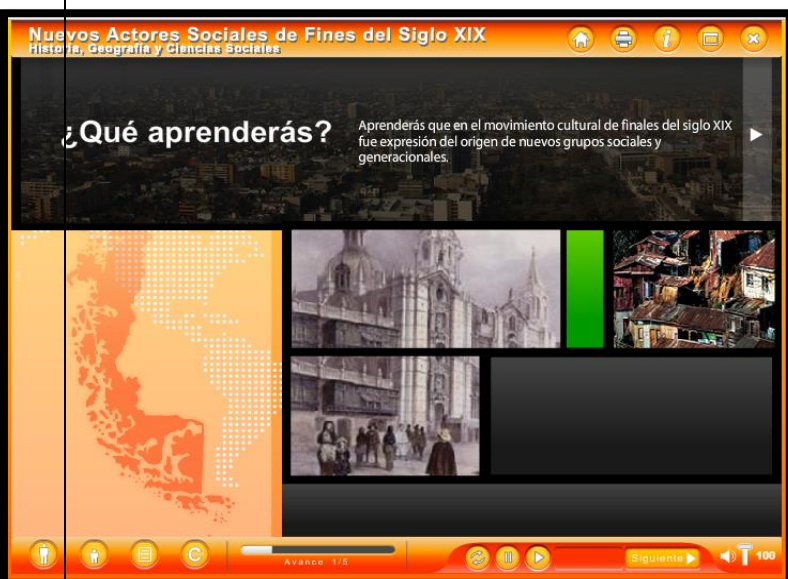 Nuevos Actores Sociales de Fines del Siglo XIX
Historia, Geografía y Ciencias Sociales
¿Qué aprenderás?
Aprenderás que en el movimiento cultural de finales del siglo XIX
fue expresión del origen de nuevos grupos sociales y
generacionales.
C
Avance 1/5
Siguiente
100